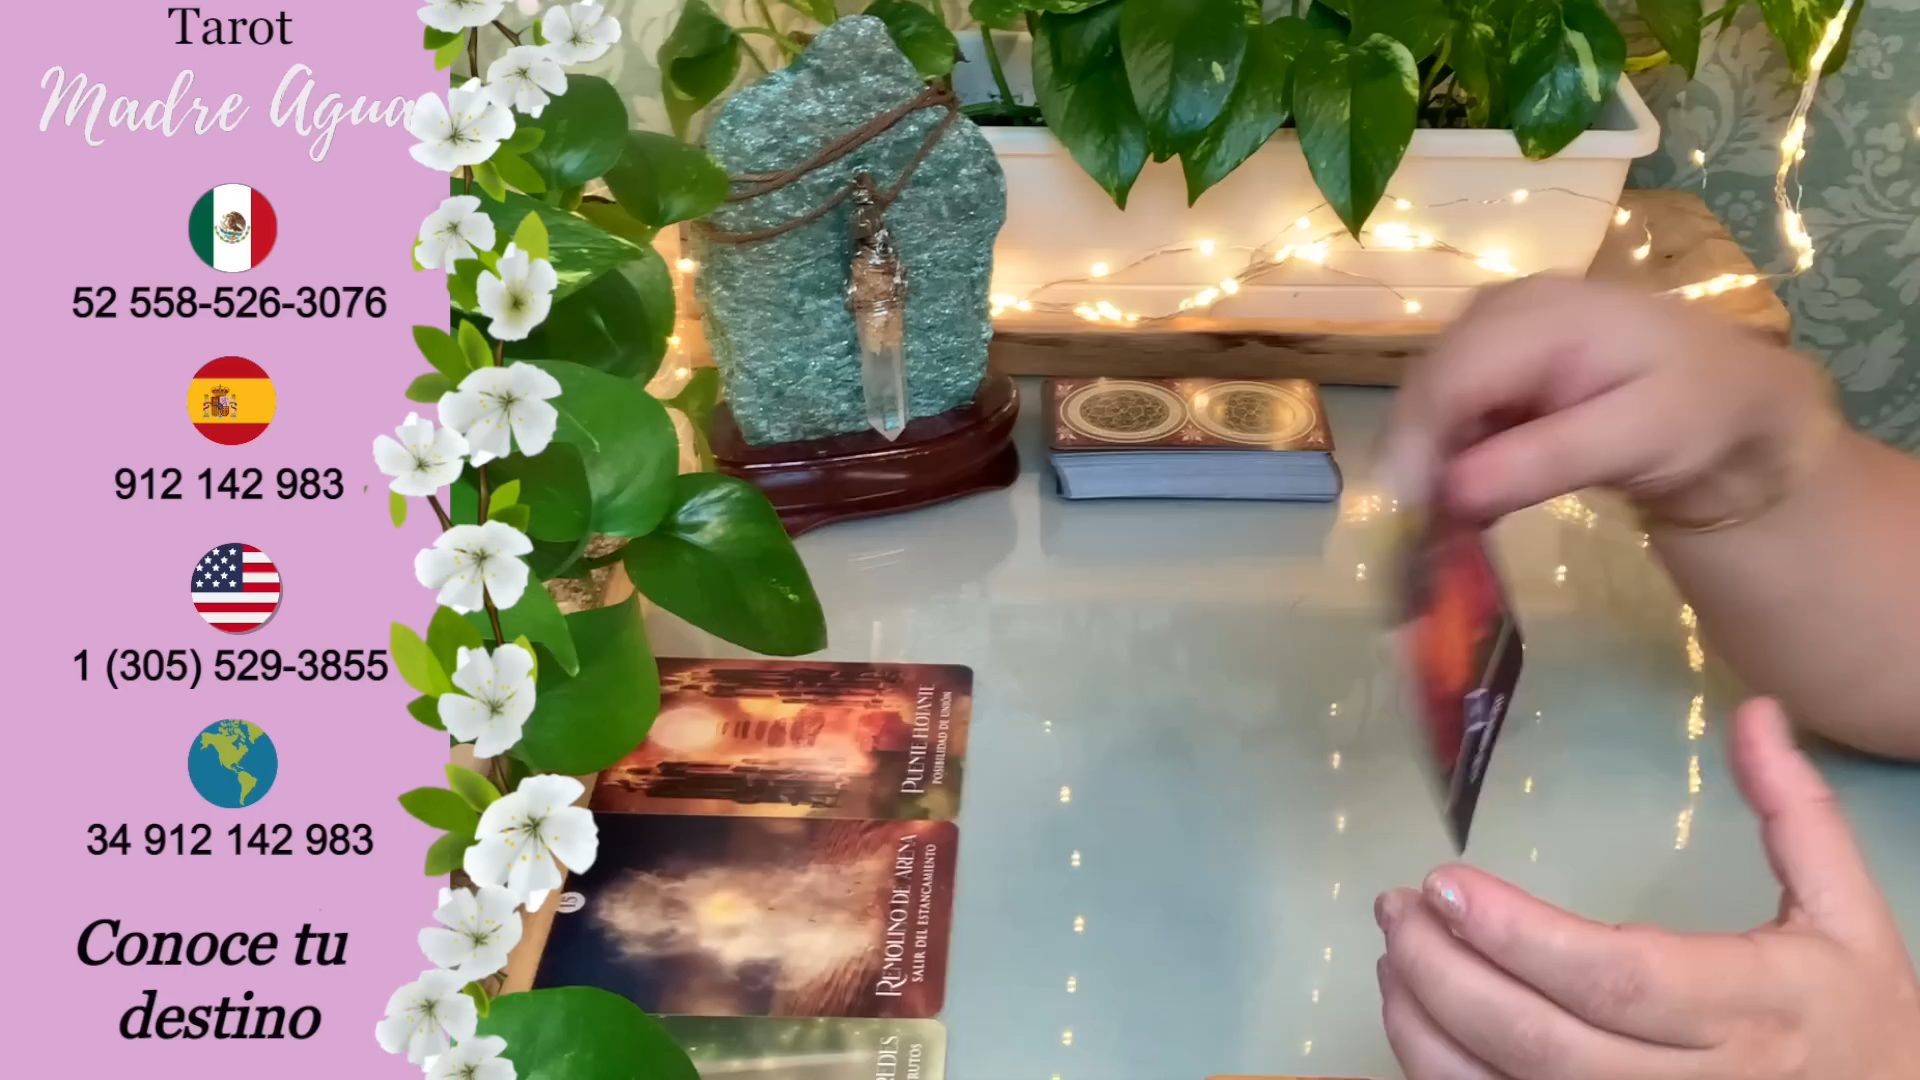 Tarot
Madre Agua
52 558-526-3076
912 142 983
1 (305) 529-3855
34 912 142 983
Conoce tu
destino
PUENTE FLOTANTE
POSIBILIDAD DE UNIÓN
15
REMOLINO DE ARENA
SALIR DEL ESTANCAMIENTO